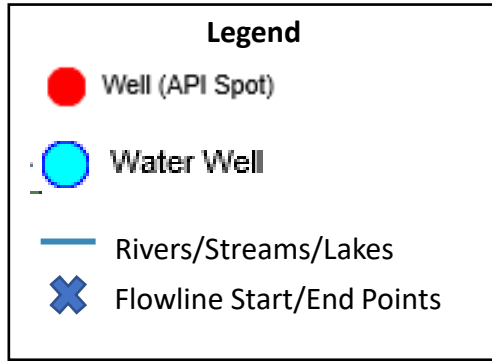 Legend
Well (API Spot)
Water Well
Rivers/Streams/Lakes
Flowline Start/End Points